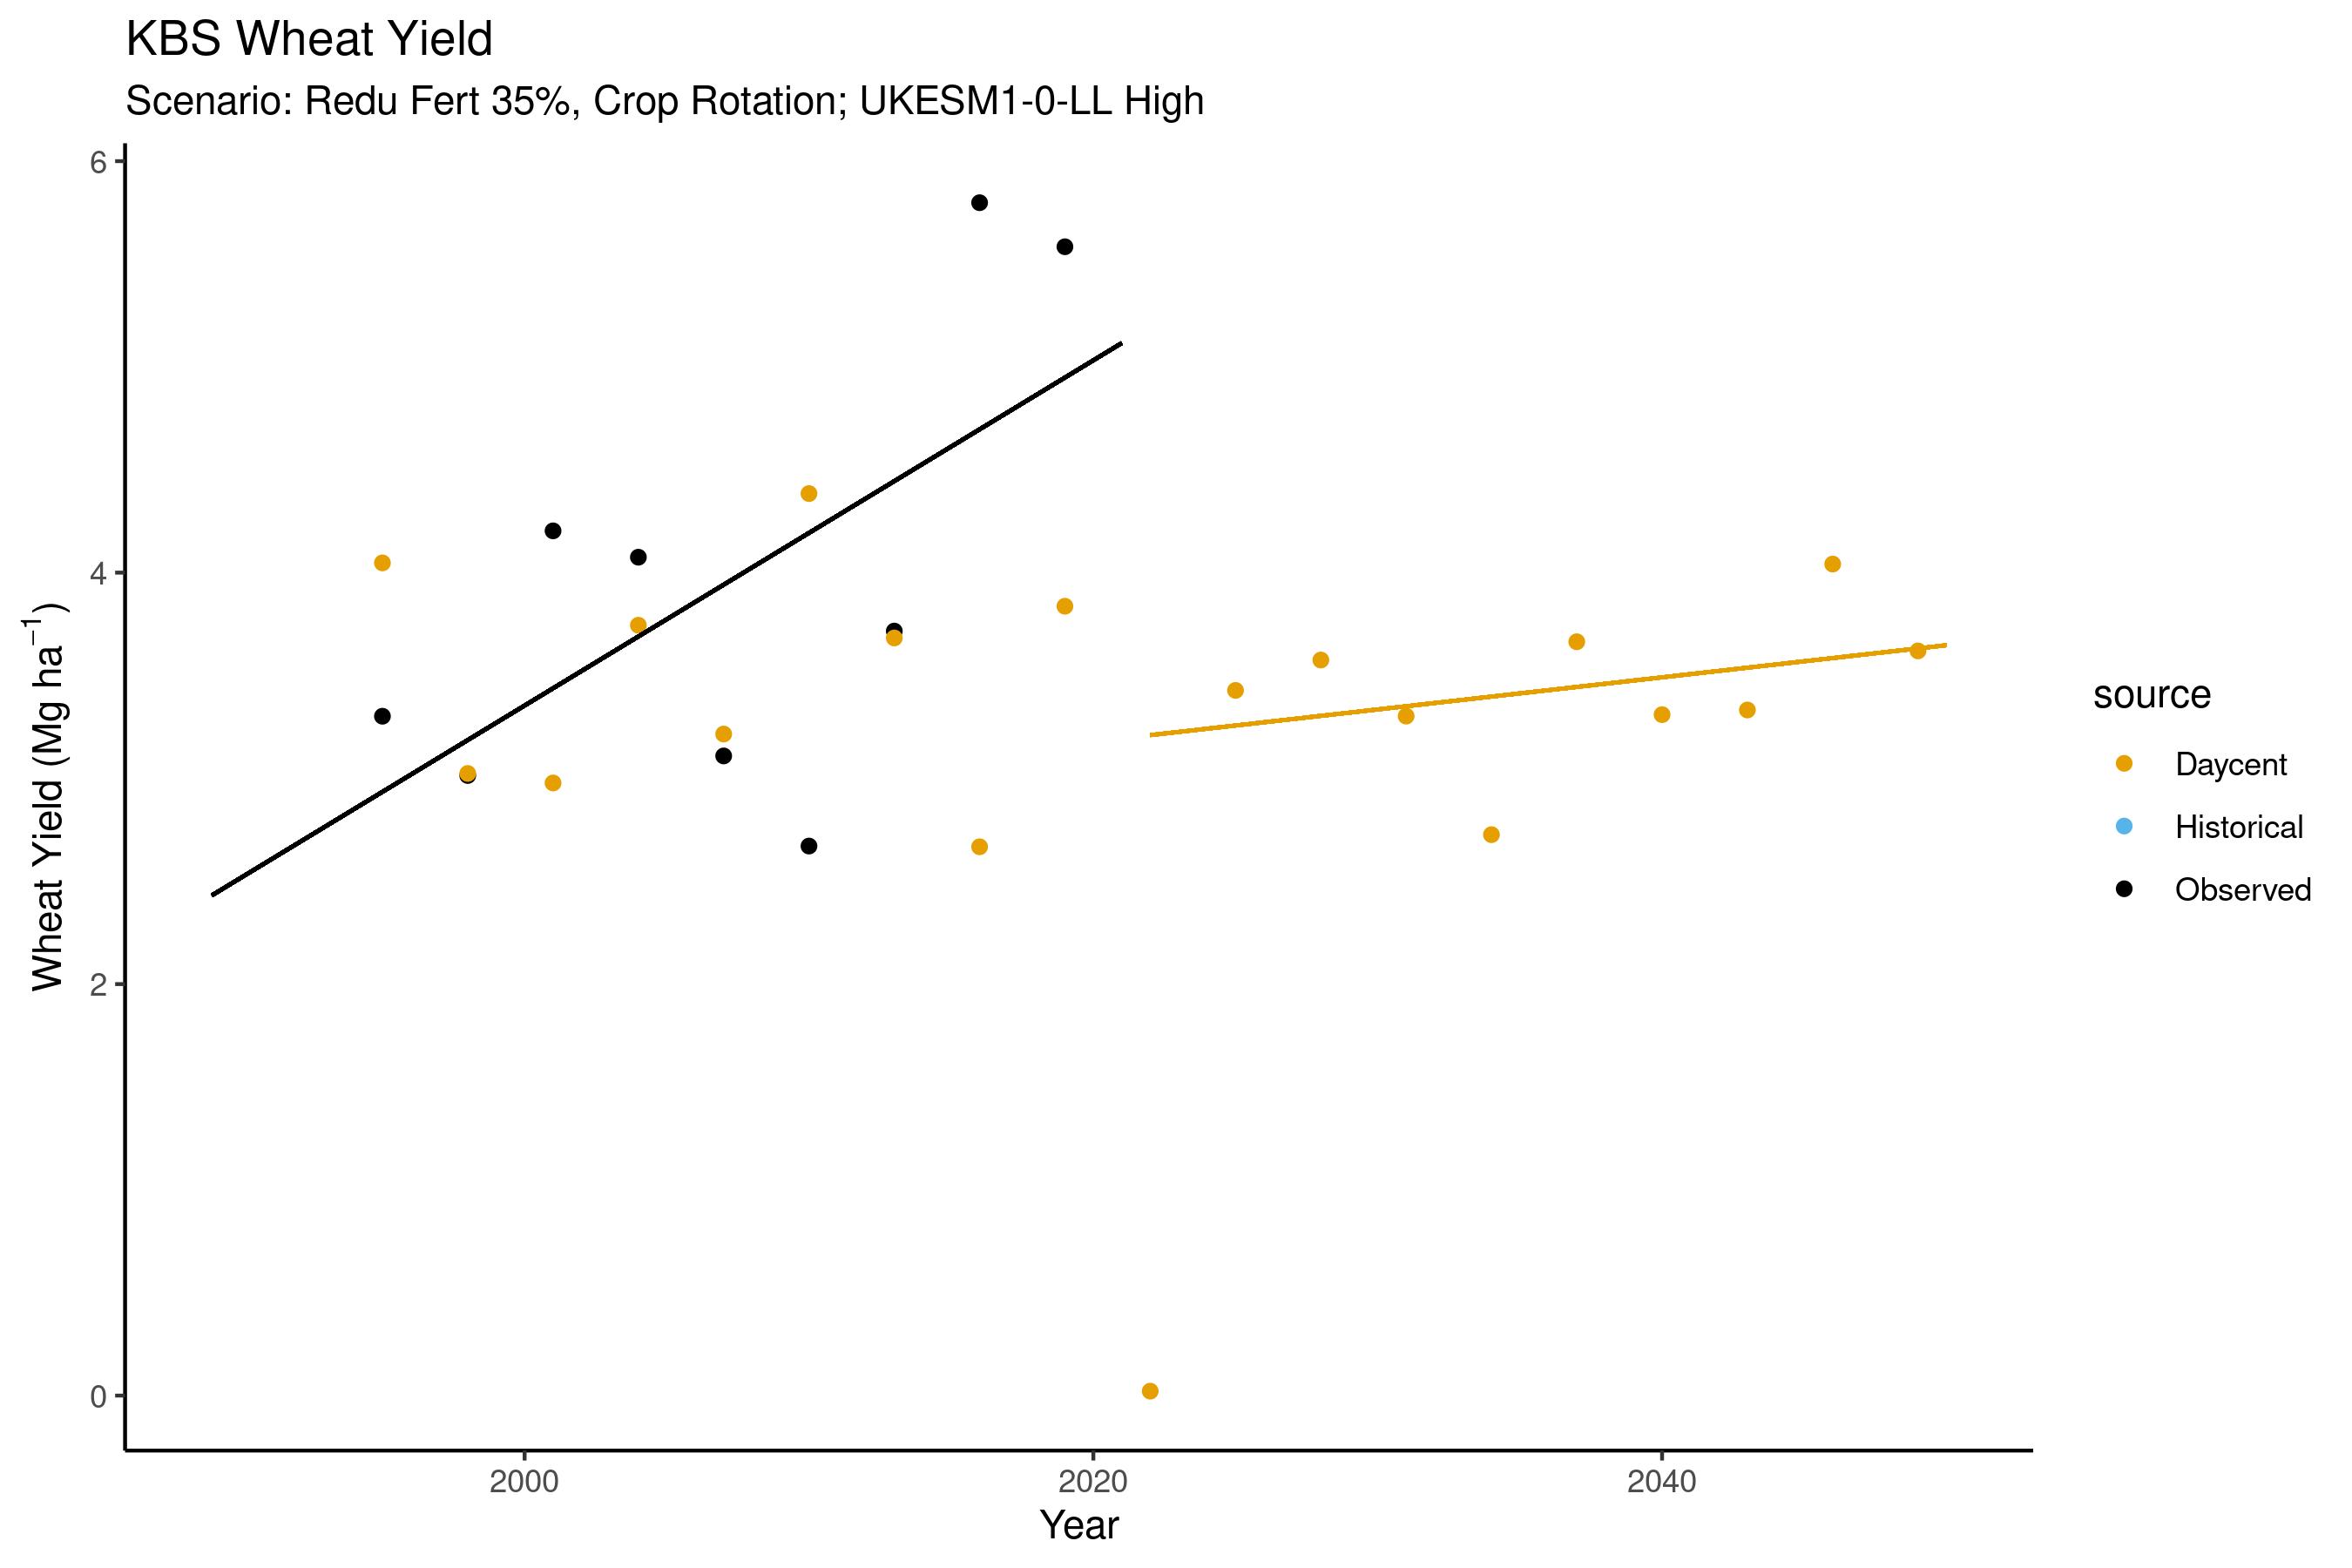 KBS Wheat Yield
Scenario: Redu Fert 35%, Crop Rotation; UKESM1-0-LL High
Wheat Yield (Mg ha⁻¹)
6
4
2
0
2000
2020
2040
Year
source
Daycent
Historical
Observed